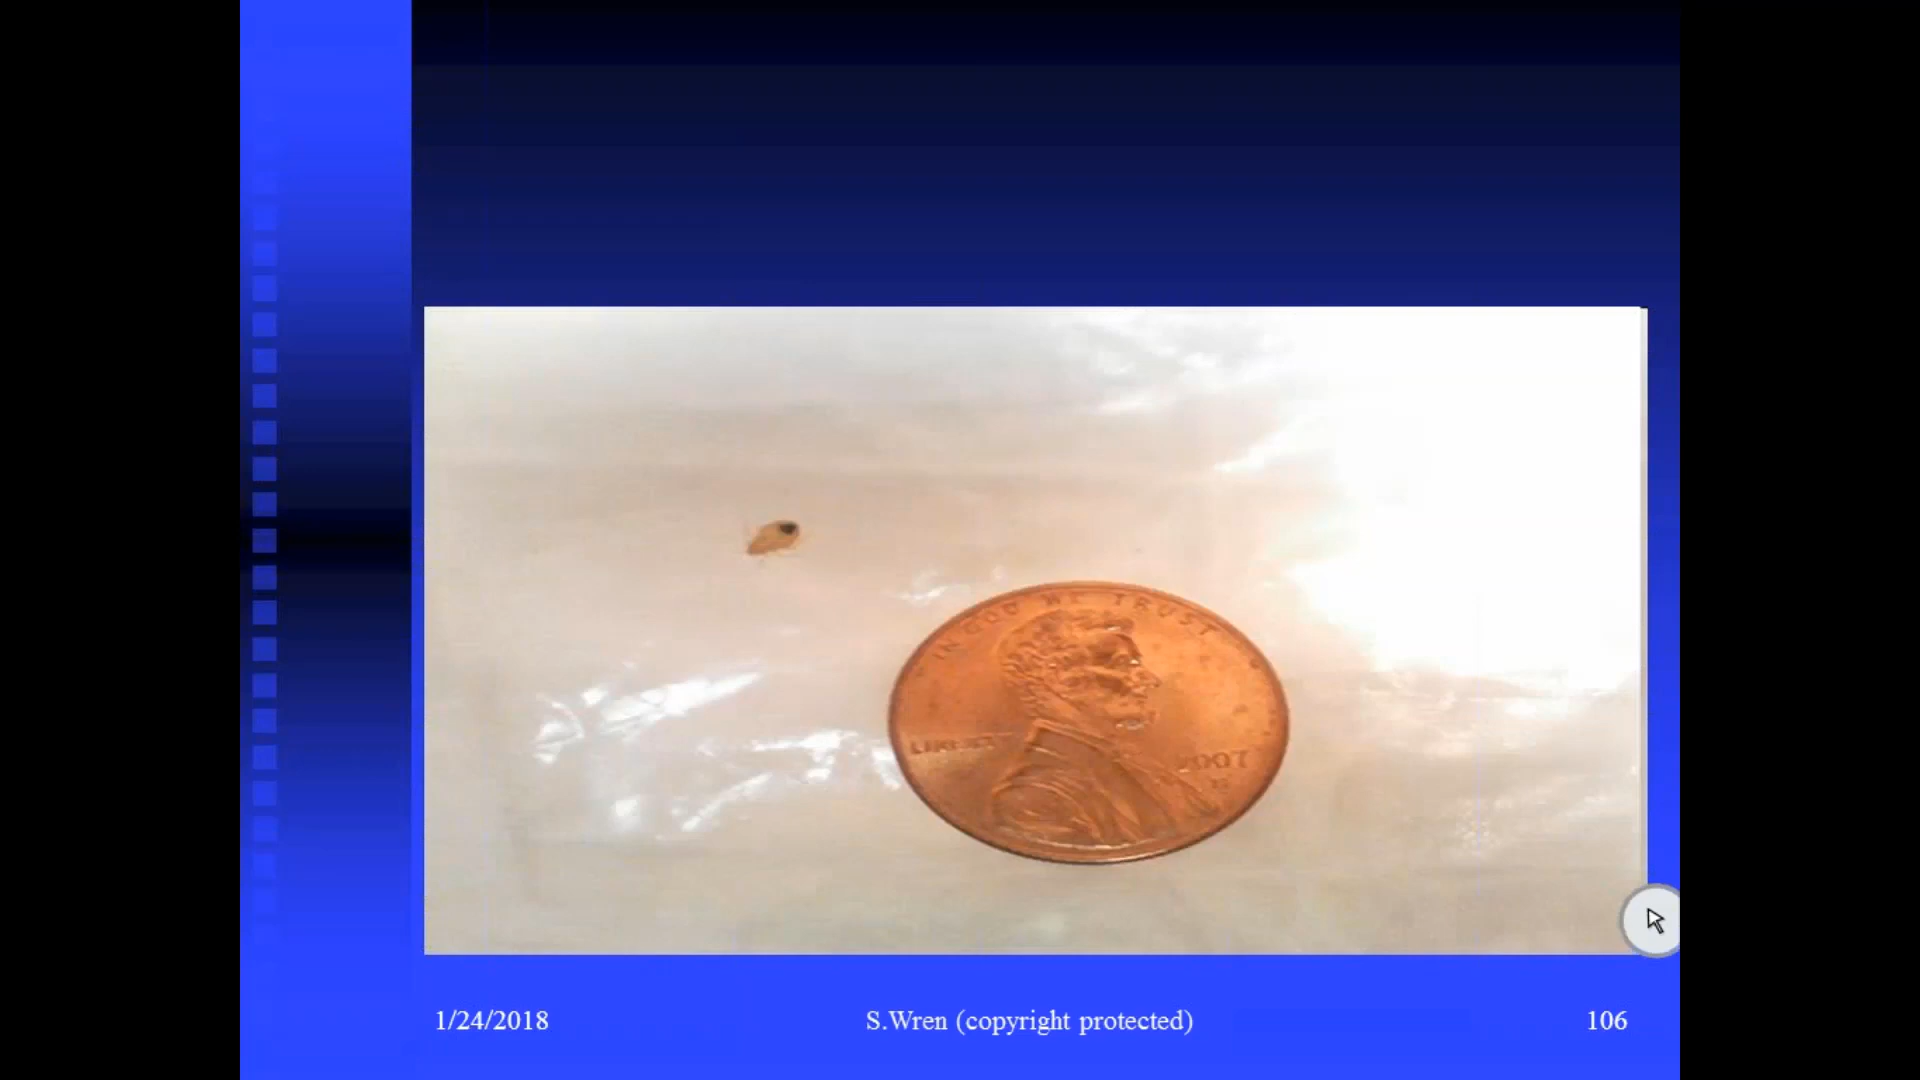 IN GOD WE TRUST
LIBERTY
2007
1/24/2018
S.Wren (copyright protected)
106